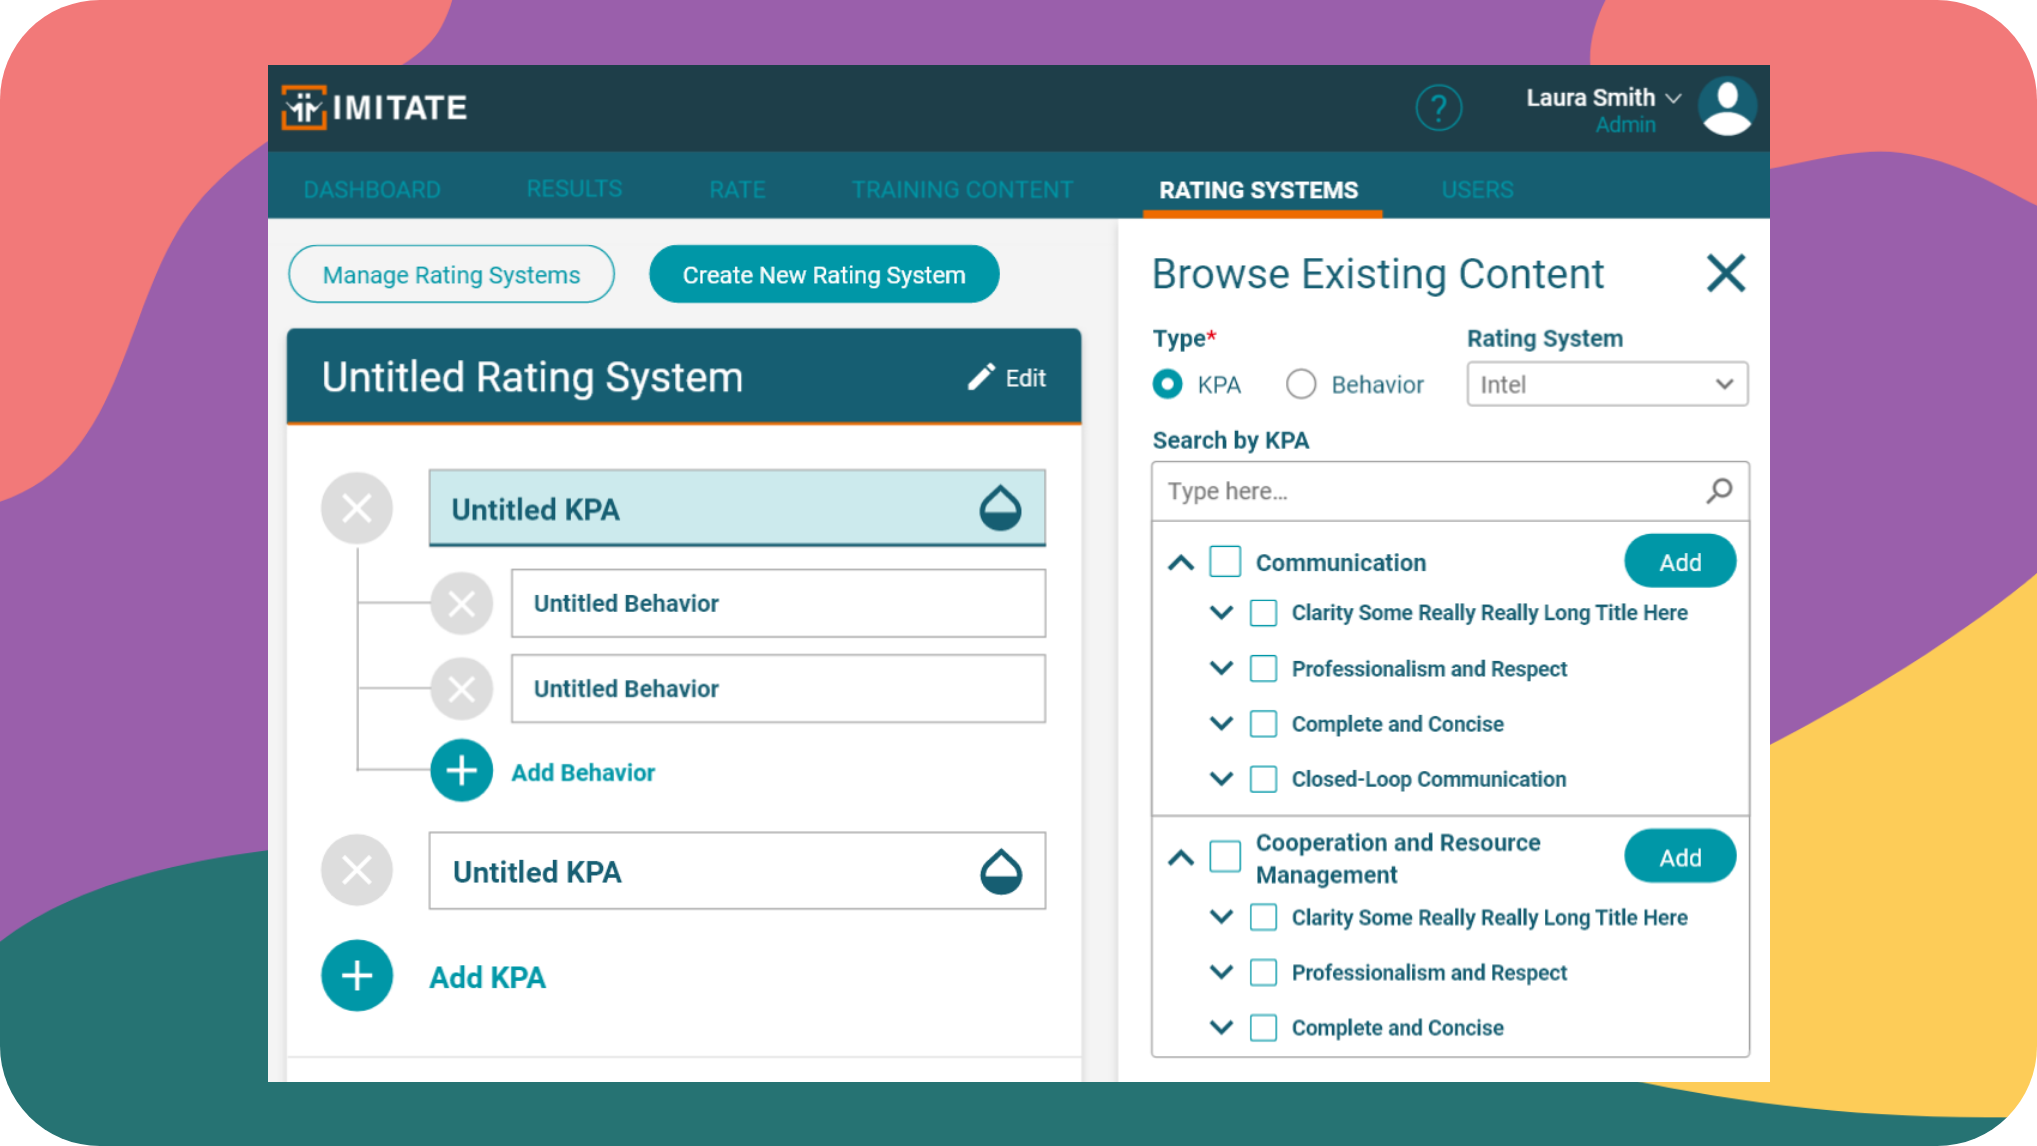 IMITATE
?
Laura Smith
Admin
DASHBOARD
RESULTS
RATE
TRAINING CONTENT
RATING SYSTEMS
USERS
Manage Rating Systems
Create New Rating System
Untitled Rating System
Edit
Untitled KPA
Untitled Behavior
Untitled Behavior
Add Behavior
Untitled KPA
Add KPA
Browse Existing Content
Type*
KPA
Behavior
Rating System
Intel
Search by KPA
Type here...
Communication
Add
Clarity Some Really Really Long Title Here
Professionalism and Respect
Complete and Concise
Closed-Loop Communication
Cooperation and Resource
Management
Add
Clarity Some Really Really Long Title Here
Professionalism and Respect
Complete and Concise